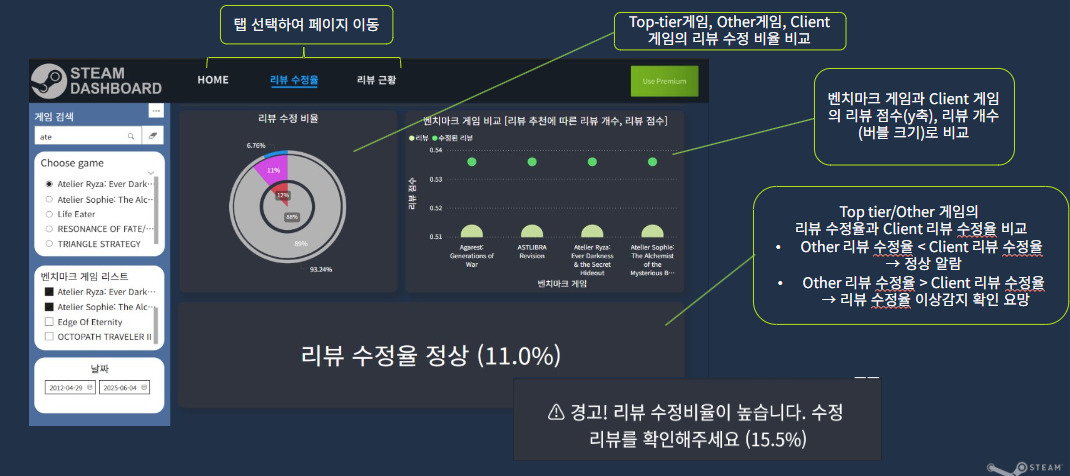 탭 선택하여 페이지 이동
Top-tier게임, Other게임, Client
게임의 리뷰 수정 비율 비교
STEAM
DASHBOARD
HOME
리뷰 수정율
리뷰 근황
Use Premium
게임 검색
ate
Choose game
Atelier Ryza: Ever Dark···
Atelier Sophie: The Alc···
Life Eater
RESONANCE OF FATE/···
TRIANGLE STRATEGY
벤치마크 게임 리스트
Atelier Ryza: Ever Dark···
Atelier Sophie: The Alc···
Edge Of Eternity
OCTOPATH TRAVELER II
날짜
2012-04-29
2025-06-04
리뷰 수정 비율
6.76%
11%
12%
88%
89%
93.24%
벤치마크 게임 비교 [리뷰 추천에 따른 리뷰 개수, 리뷰 점수]
리뷰 수정된 리뷰
리뷰 점수
0.54
0.53
0.52
0.51
Agarest:
Generations of
War
ASTLIBRA
Revision
Atelier Ryza:
Ever Darkness
& the Secret
Hideout
Atelier Sophie:
The Alchemist
of the
Mysterious B···
벤치마크 게임
벤치마크 게임과 Client 게임
의 리뷰 점수(y축), 리뷰 개수
(버블 크기)로 비교
Top tier/Other 게임의
리뷰 수정율과 Client 리뷰 수정율 비교
• Other 리뷰 수정율 < Client 리뷰 수정율
→ 정상 알람
• Other 리뷰 수정율 > Client 리뷰 수정율
→ 리뷰 수정율 이상감지 확인 요망
리뷰 수정율 정상 (11.0%)
⚠ 경고! 리뷰 수정비율이 높습니다. 수정
리뷰를 확인해주세요 (15.5%)
STEAM